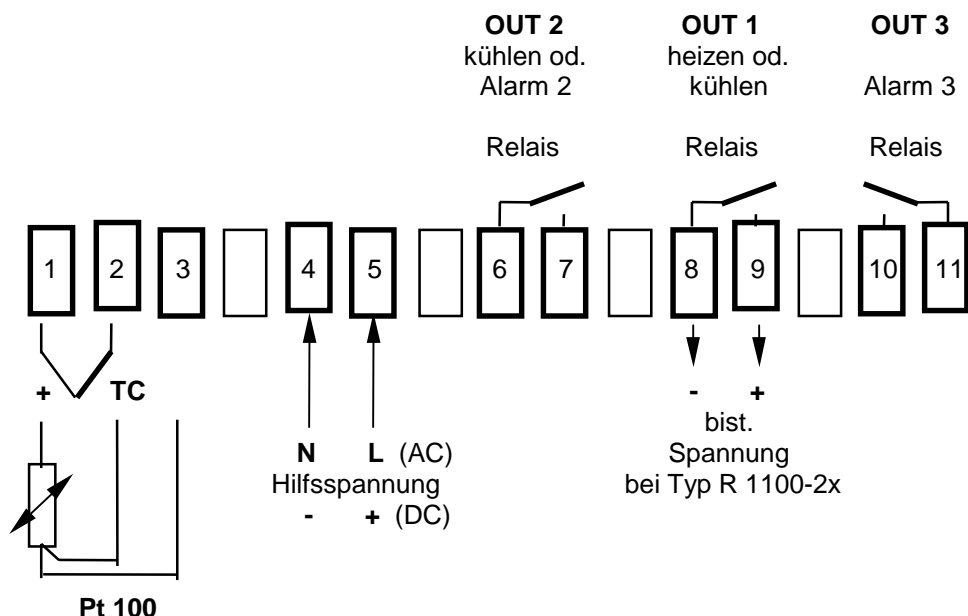 OUT 2 OUT 1 OUT 3
kühlen od. heizen od.
Alarm 2 kühlen Alarm 3
Relais Relais Relais
1 2 3 4 5 6 7 8 9 10 11
+ TC - +
bist.
N L (AC) Spannung
Hilfsspannung bei Typ R 1100-2x
- + (DC)
Pt 100